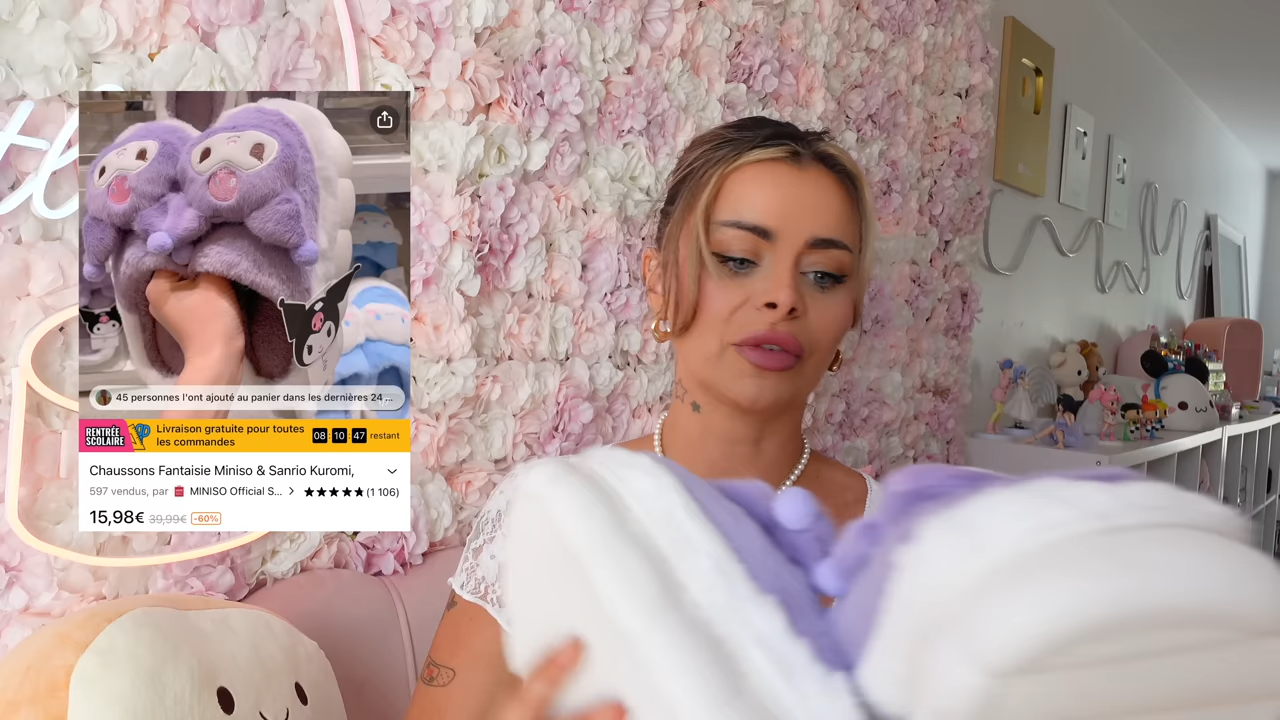 45 personnes l'ont ajouté au panier dans les dernières 24...
RENTRÉE
SCOLAIRE
Livraison gratuite pour toutes
les commandes
08:10:47 restant
Chaussons Fantaisie Miniso & Sanrio Kuromi,
597 vendus, par MINISO Official S... > ★★★★★ (1 106)
15,98€ 39,99€ -60%